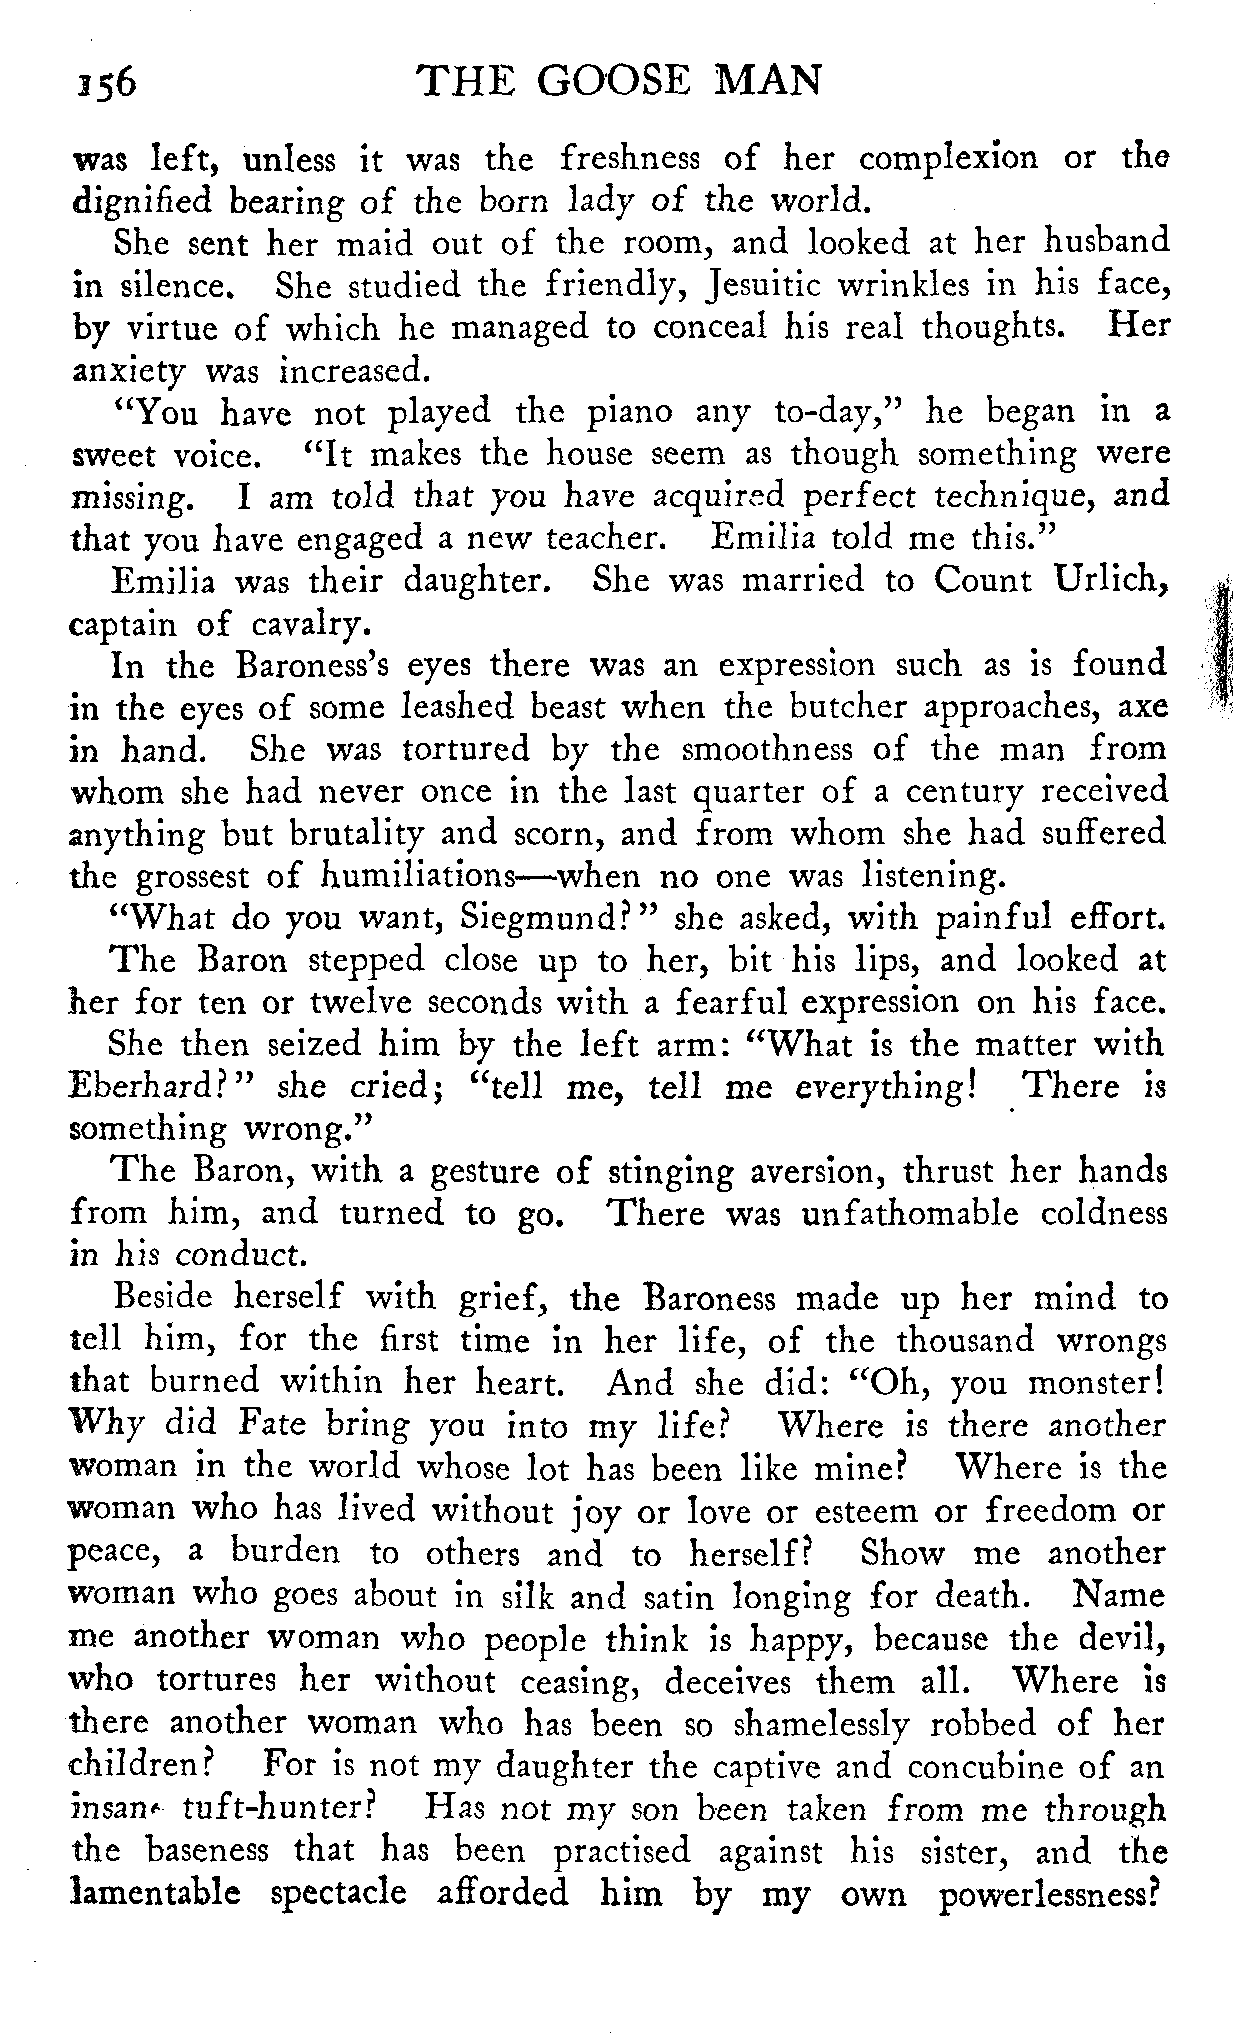 156 THE GOOSE MAN
was left, unless it was the freshness of her complexion or the
dignified bearing of the born lady of the world.
She sent her maid out of the room, and looked at her husband
in silence. She studied the friendly, Jesuitic wrinkles in his face,
by virtue of which he managed to conceal his real thoughts. Her
anxiety was increased.
“You have not played the piano any to-day,” he began in a
sweet voice. “It makes the house seem as though something were
missing. I am told that you have acquired perfect technique, and
that you have engaged a new teacher. Emilia told me this.”
Emilia was their daughter. She was married to Count Urlich,
captain of cavalry.
In the Baroness’s eyes there was an expression such as is found
in the eyes of some leashed beast when the butcher approaches, axe
in hand. She was tortured by the smoothness of the man from
whom she had never once in the last quarter of a century received
anything but brutality and scorn, and from whom she had suffered
the grossest of humiliations—when no one was listening.
“What do you want, Siegmund?” she asked, with painful effort.
The Baron stepped close up to her, bit his lips, and looked at
her for ten or twelve seconds with a fearful expression on his face.
She then seized him by the left arm: “What is the matter with
Eberhard?” she cried; “tell me, tell me everything! There is
something wrong.”
The Baron, with a gesture of stinging aversion, thrust her hands
from him, and turned to go. There was unfathomable coldness
in his conduct.
Beside herself with grief, the Baroness made up her mind to
tell him, for the first time in her life, of the thousand wrongs
that burned within her heart. And she did: “Oh, you monster!
Why did Fate bring you into my life? Where is there another
woman in the world whose lot has been like mine? Where is the
woman who has lived without joy or love or esteem or freedom or
peace, a burden to others and to herself? Show me another
woman who goes about in silk and satin longing for death. Name
me another woman who people think is happy, because the devil,
who tortures her without ceasing, deceives them all. Where is
there another woman who has been so shamelessly robbed of her
children? For is not my daughter the captive and concubine of an
insane tuft-hunter? Has not my son been taken from me through
the baseness that has been practised against his sister, and the
lamentable spectacle afforded him by my own powerlessness?